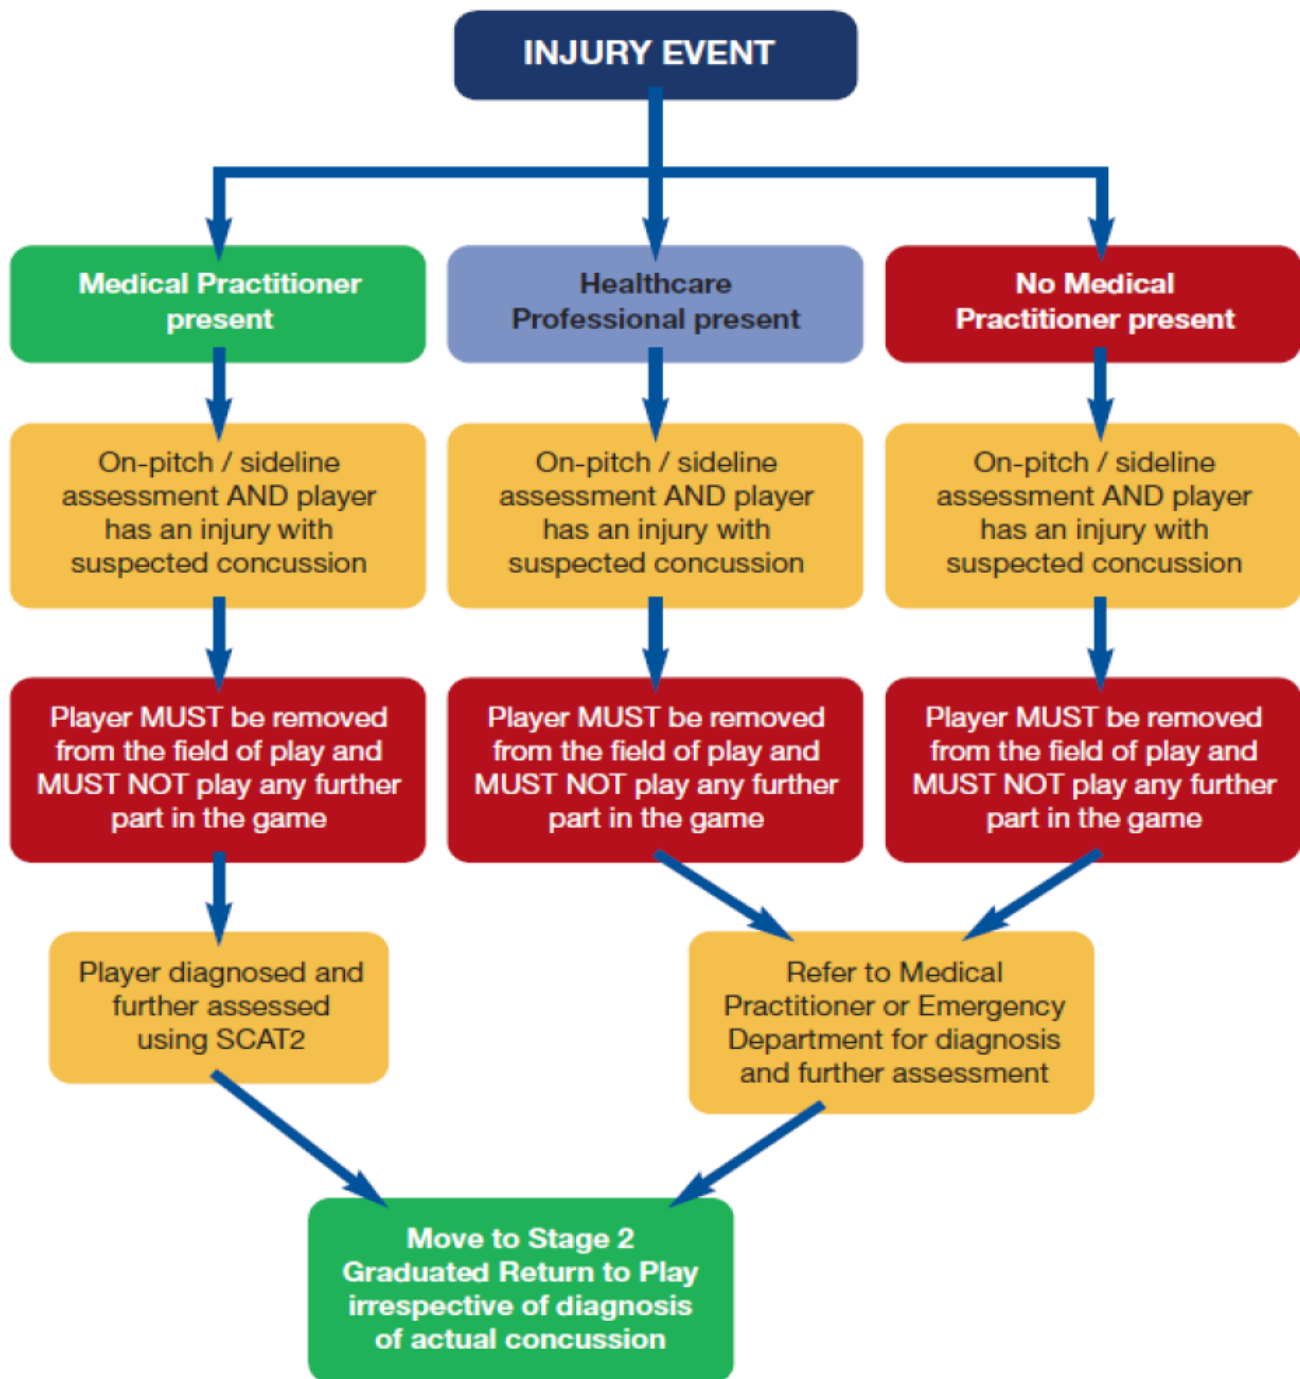 INJURY EVENT
Medical Practitioner
present
Healthcare
Professional present
No Medical
Practitioner present
On-pitch / sideline
assessment AND player
has an injury with
suspected concussion
On-pitch / sideline
assessment AND player
has an injury with
suspected concussion
On-pitch / sideline
assessment AND player
has an injury with
suspected concussion
Player MUST be removed
from the field of play and
MUST NOT play any further
part in the game
Player MUST be removed
from the field of play and
MUST NOT play any further
part in the game
Player MUST be removed
from the field of play and
MUST NOT play any further
part in the game
Player diagnosed and
further assessed
using SCAT2
Refer to Medical
Practitioner or Emergency
Department for diagnosis
and further assessment
Move to Stage 2
Graduated Return to Play
irrespective of diagnosis
of actual concussion